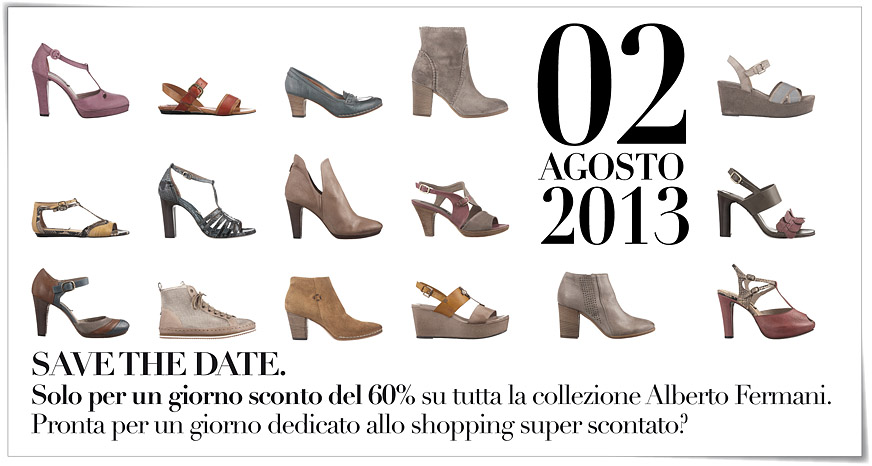 02
AGOSTO
2013
SAVE THE DATE.
Solo per un giorno sconto del 60% su tutta la collezione Alberto Fermani.
Pronta per un giorno dedicato allo shopping super scontato?